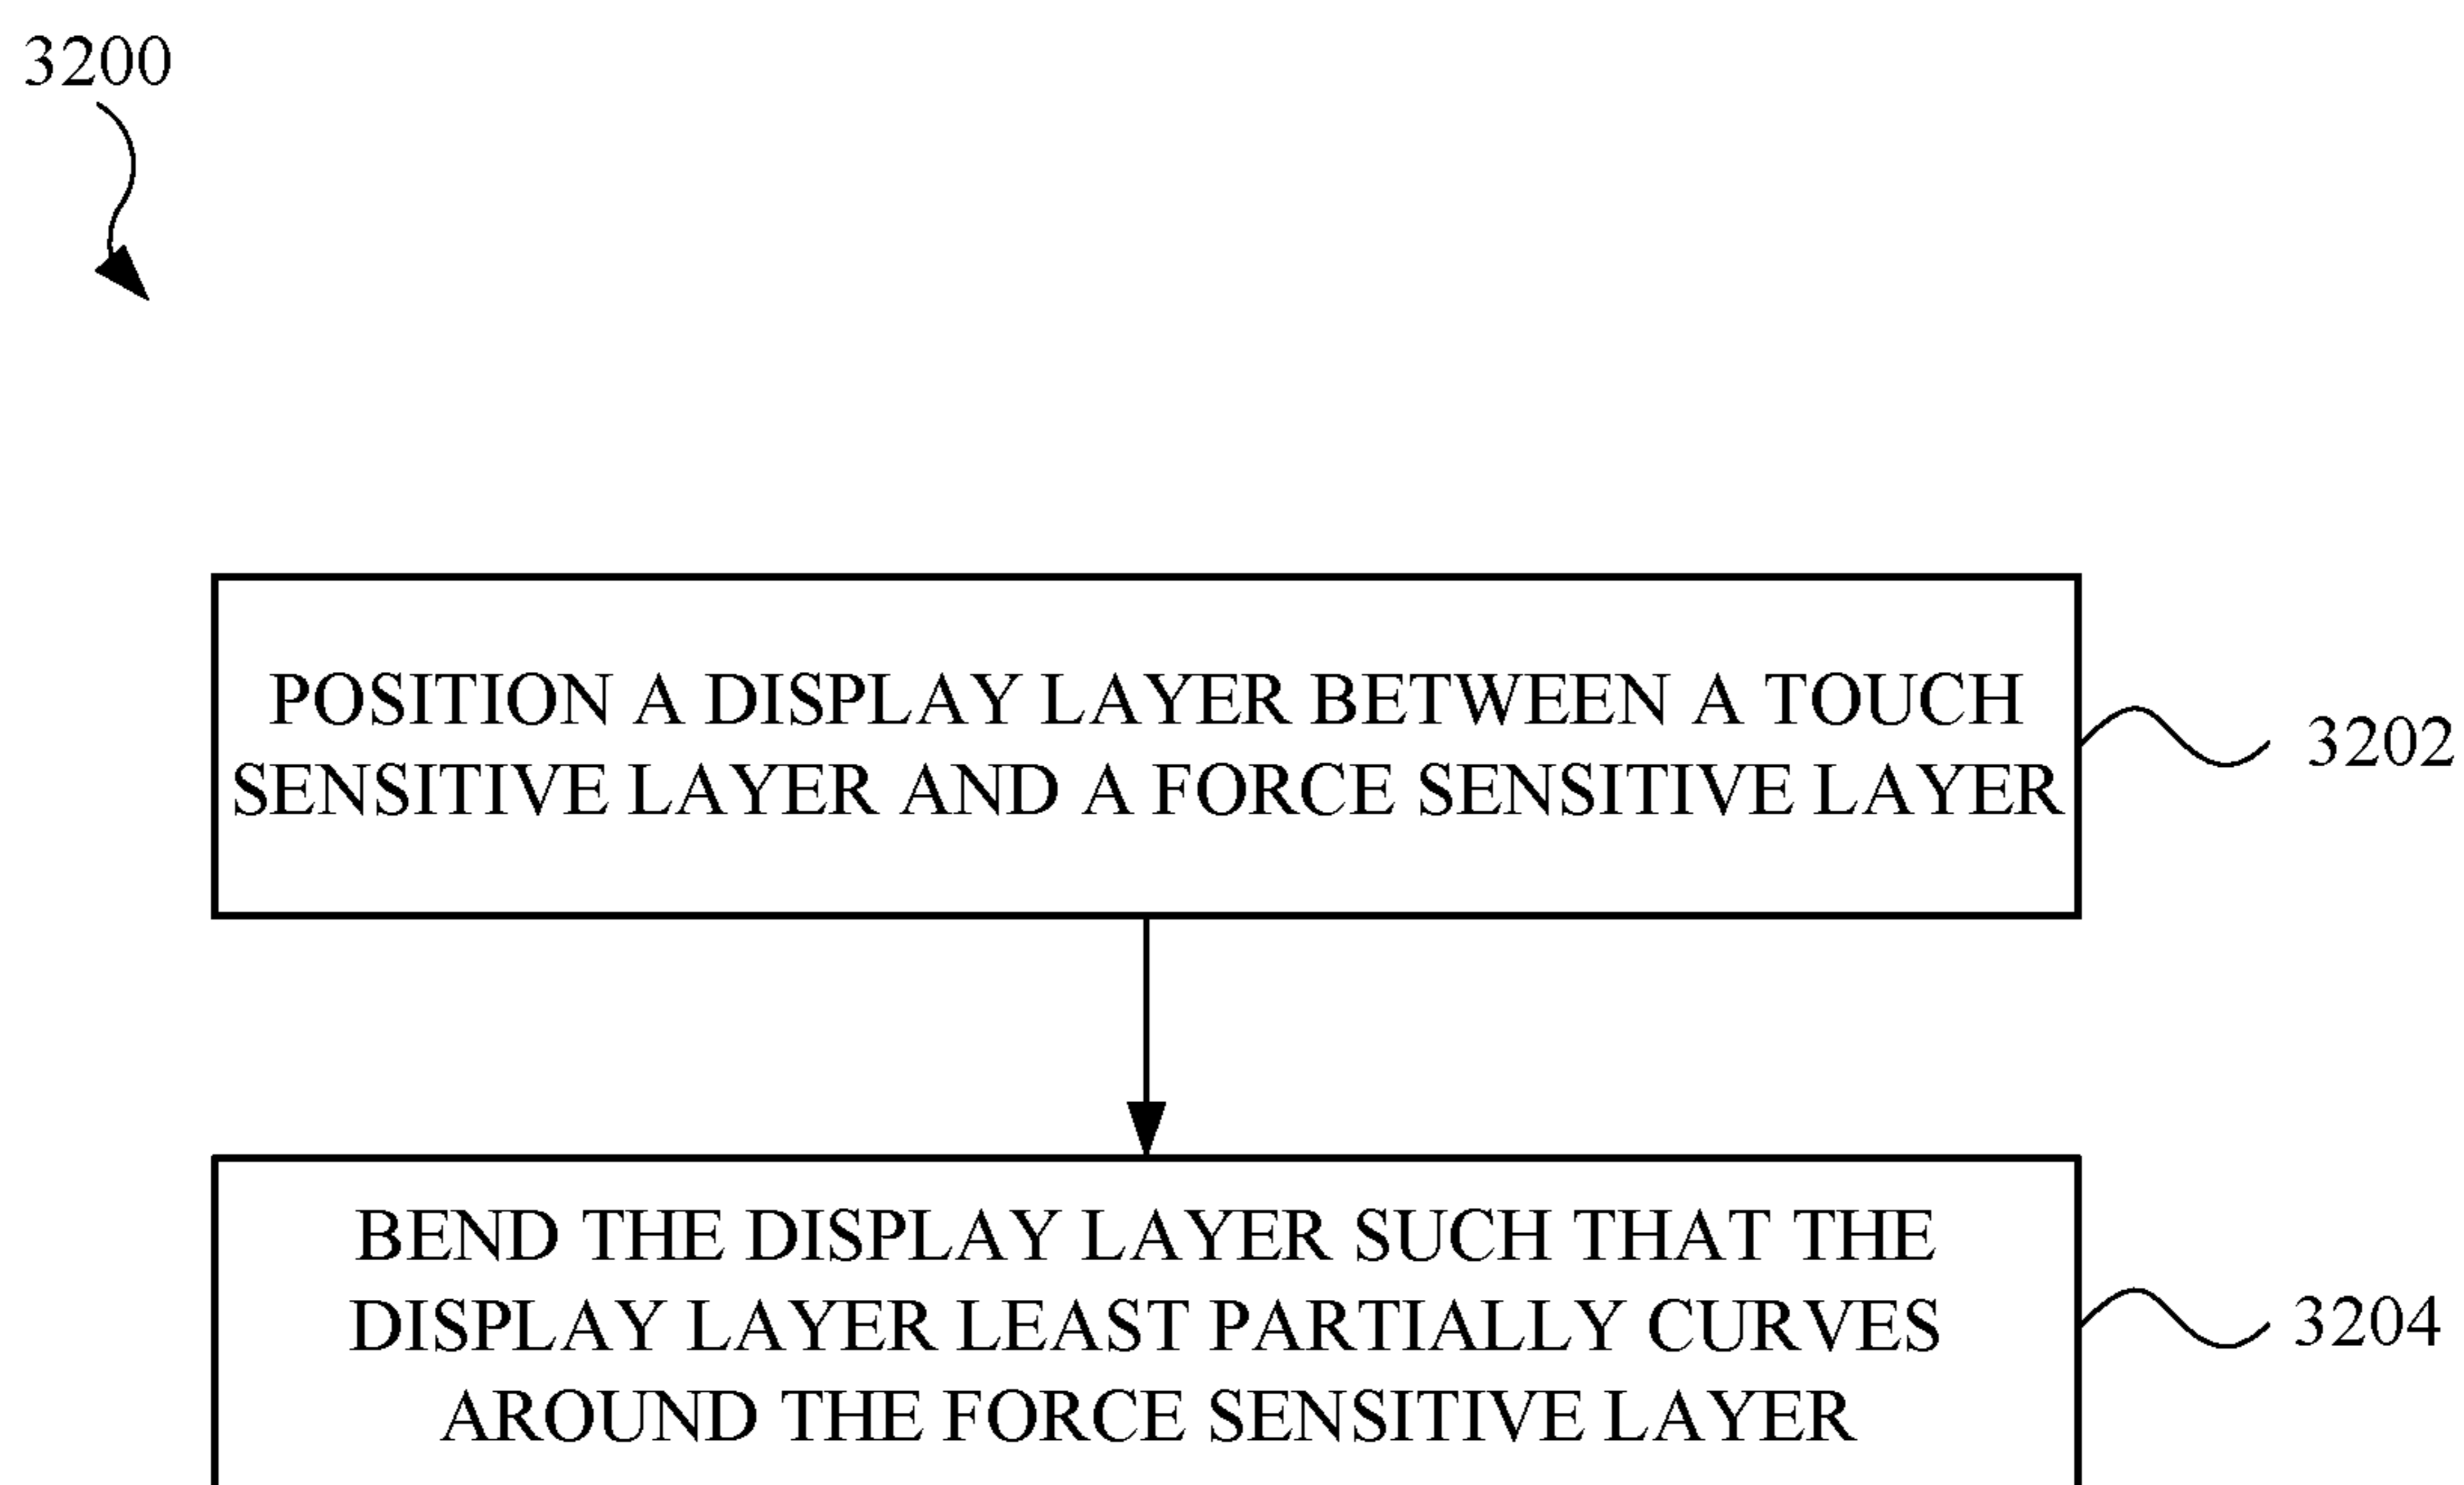 3200
POSITION A DISPLAY LAYER BETWEEN A TOUCH
SENSITIVE LAYER AND A FORCE SENSITIVE LAYER
3202
BEND THE DISPLAY LAYER SUCH THAT THE
DISPLAY LAYER LEAST PARTIALLY CURVES
AROUND THE FORCE SENSITIVE LAYER
3204